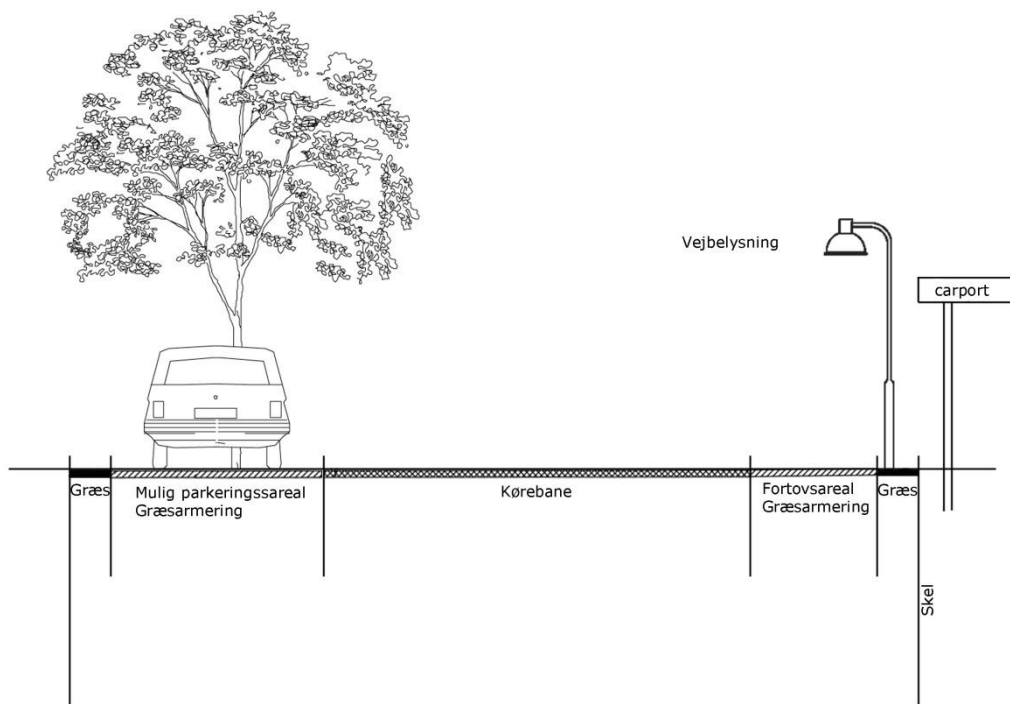 Vejbelysning
carport
Græs
Mulig parkeringssareal
Græsarmering
Kørebane
Fortovsareal
Græsarmering
Græs
Skel